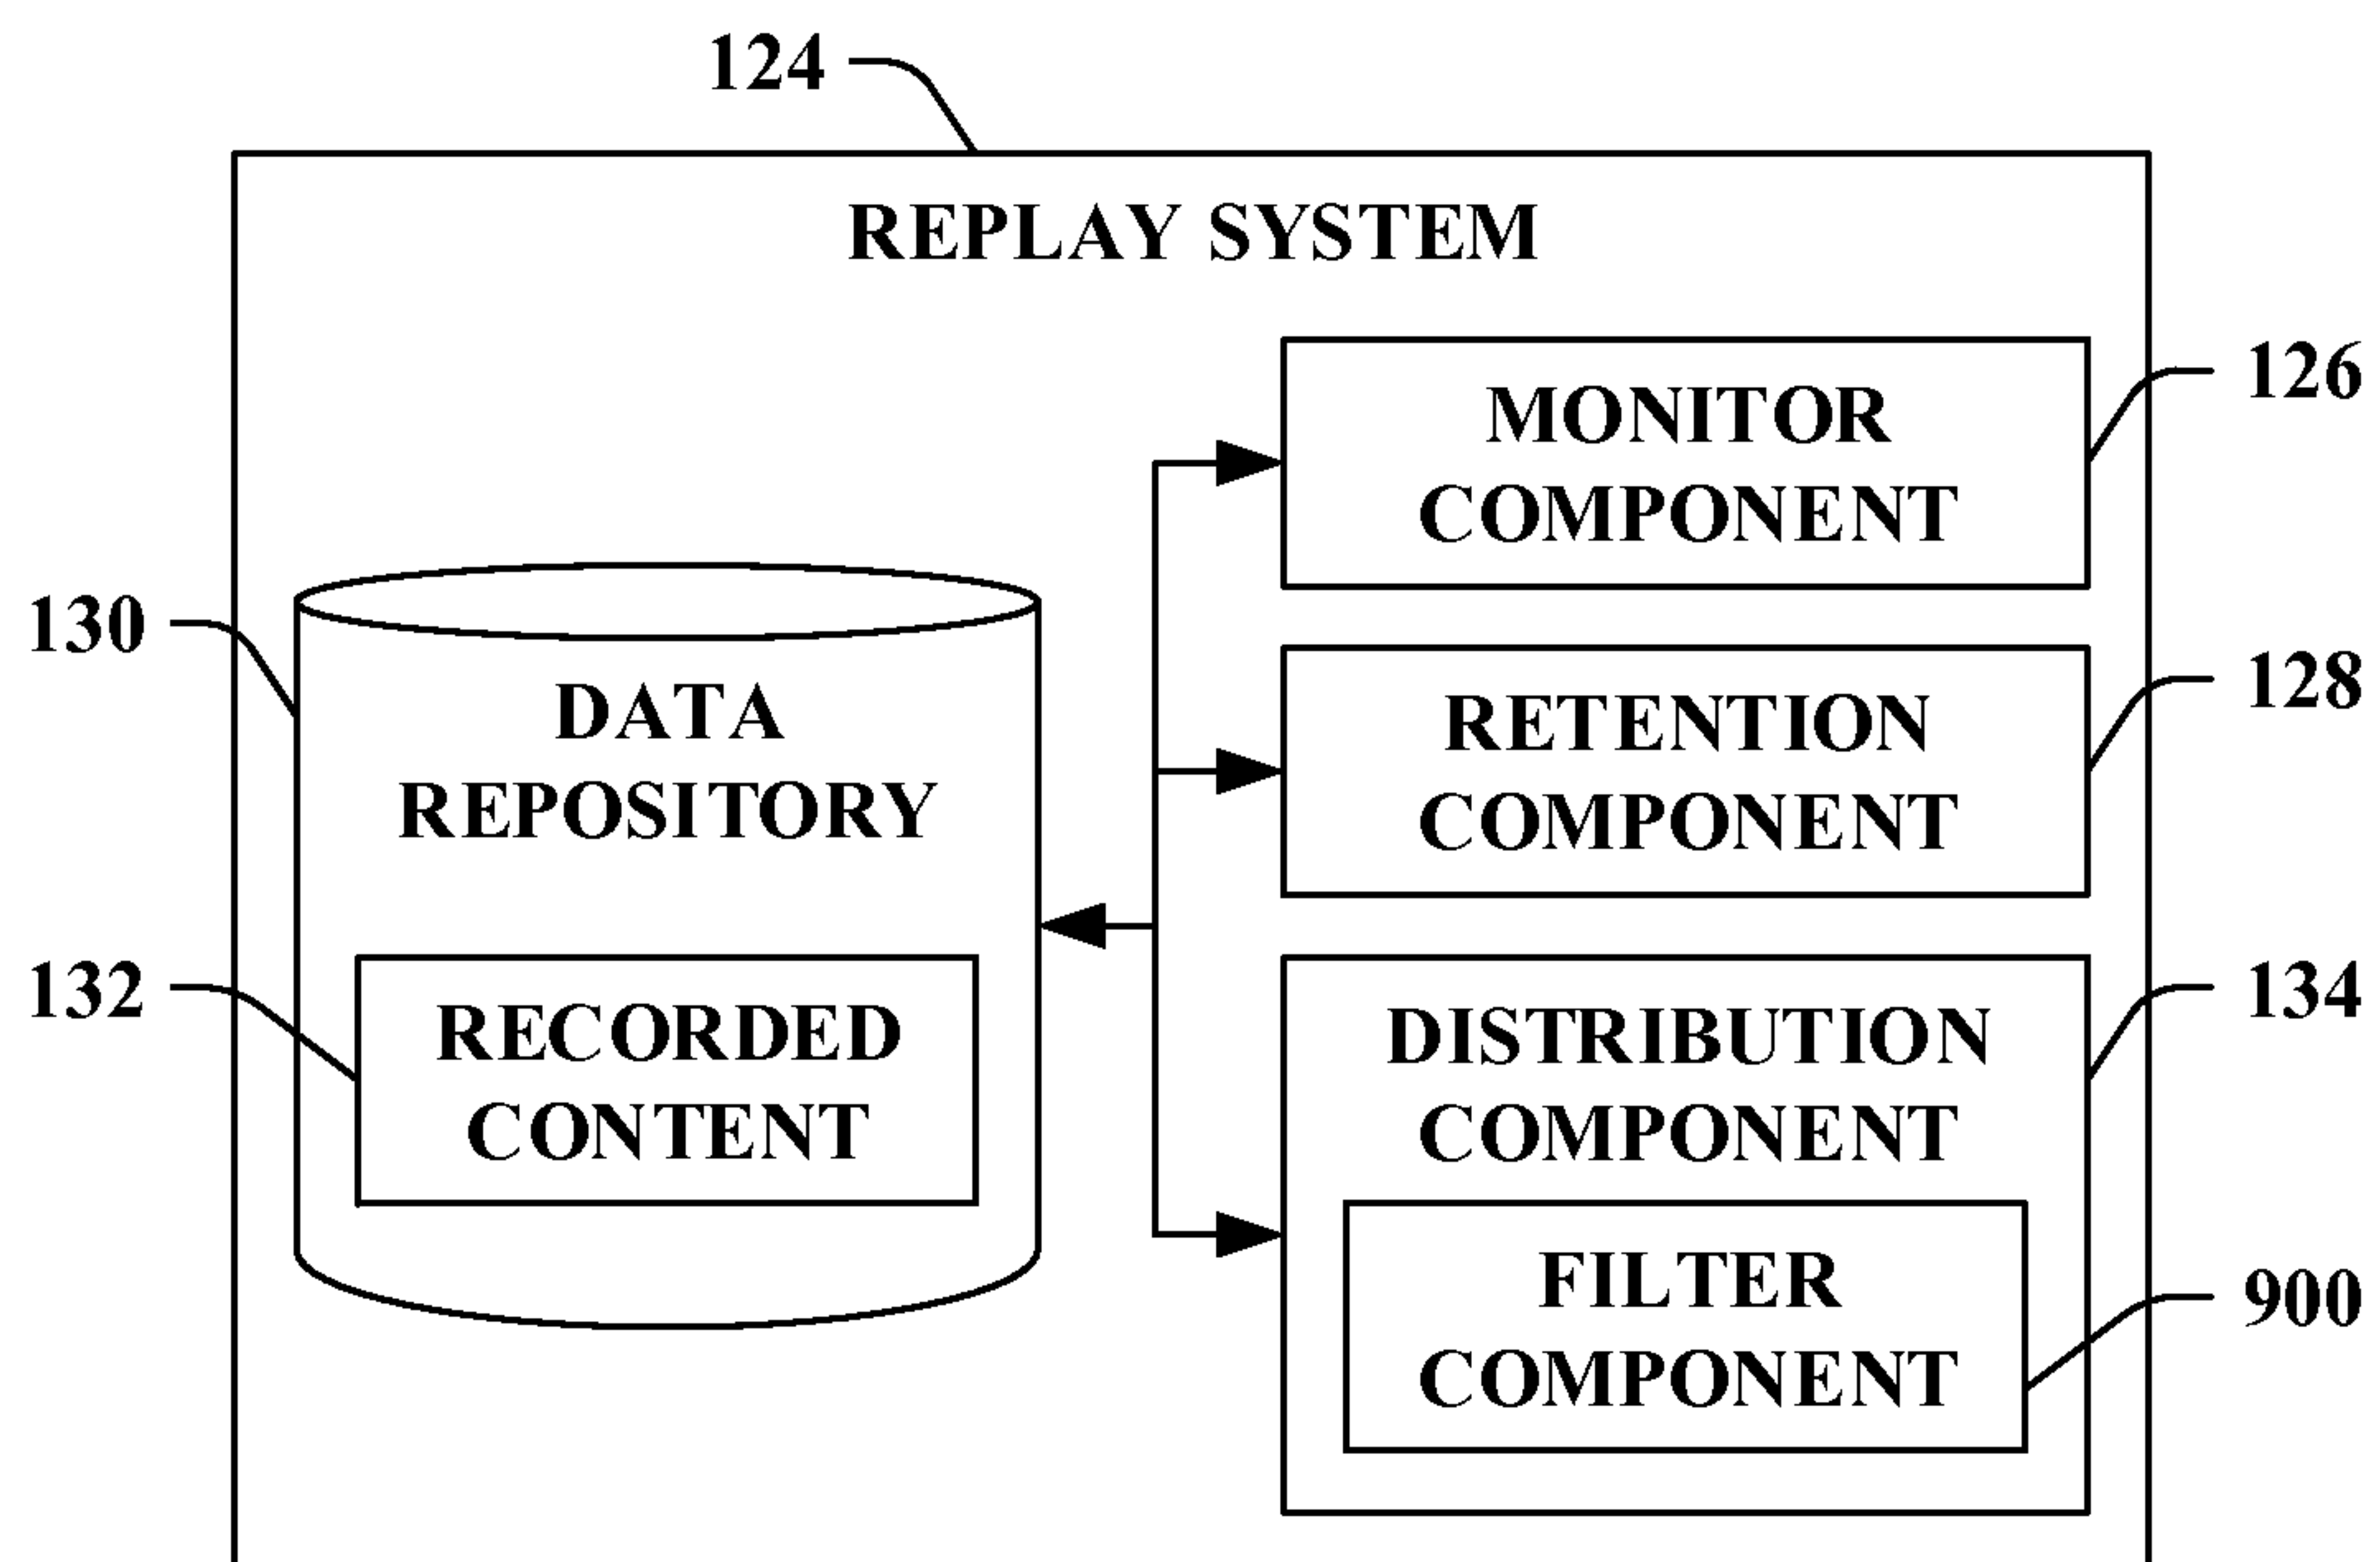 124
REPLAY SYSTEM
MONITOR
COMPONENT
126
130
DATA
REPOSITORY
RETENTION
COMPONENT
128
132
RECORDED
CONTENT
DISTRIBUTION
COMPONENT
134
FILTER
COMPONENT
900